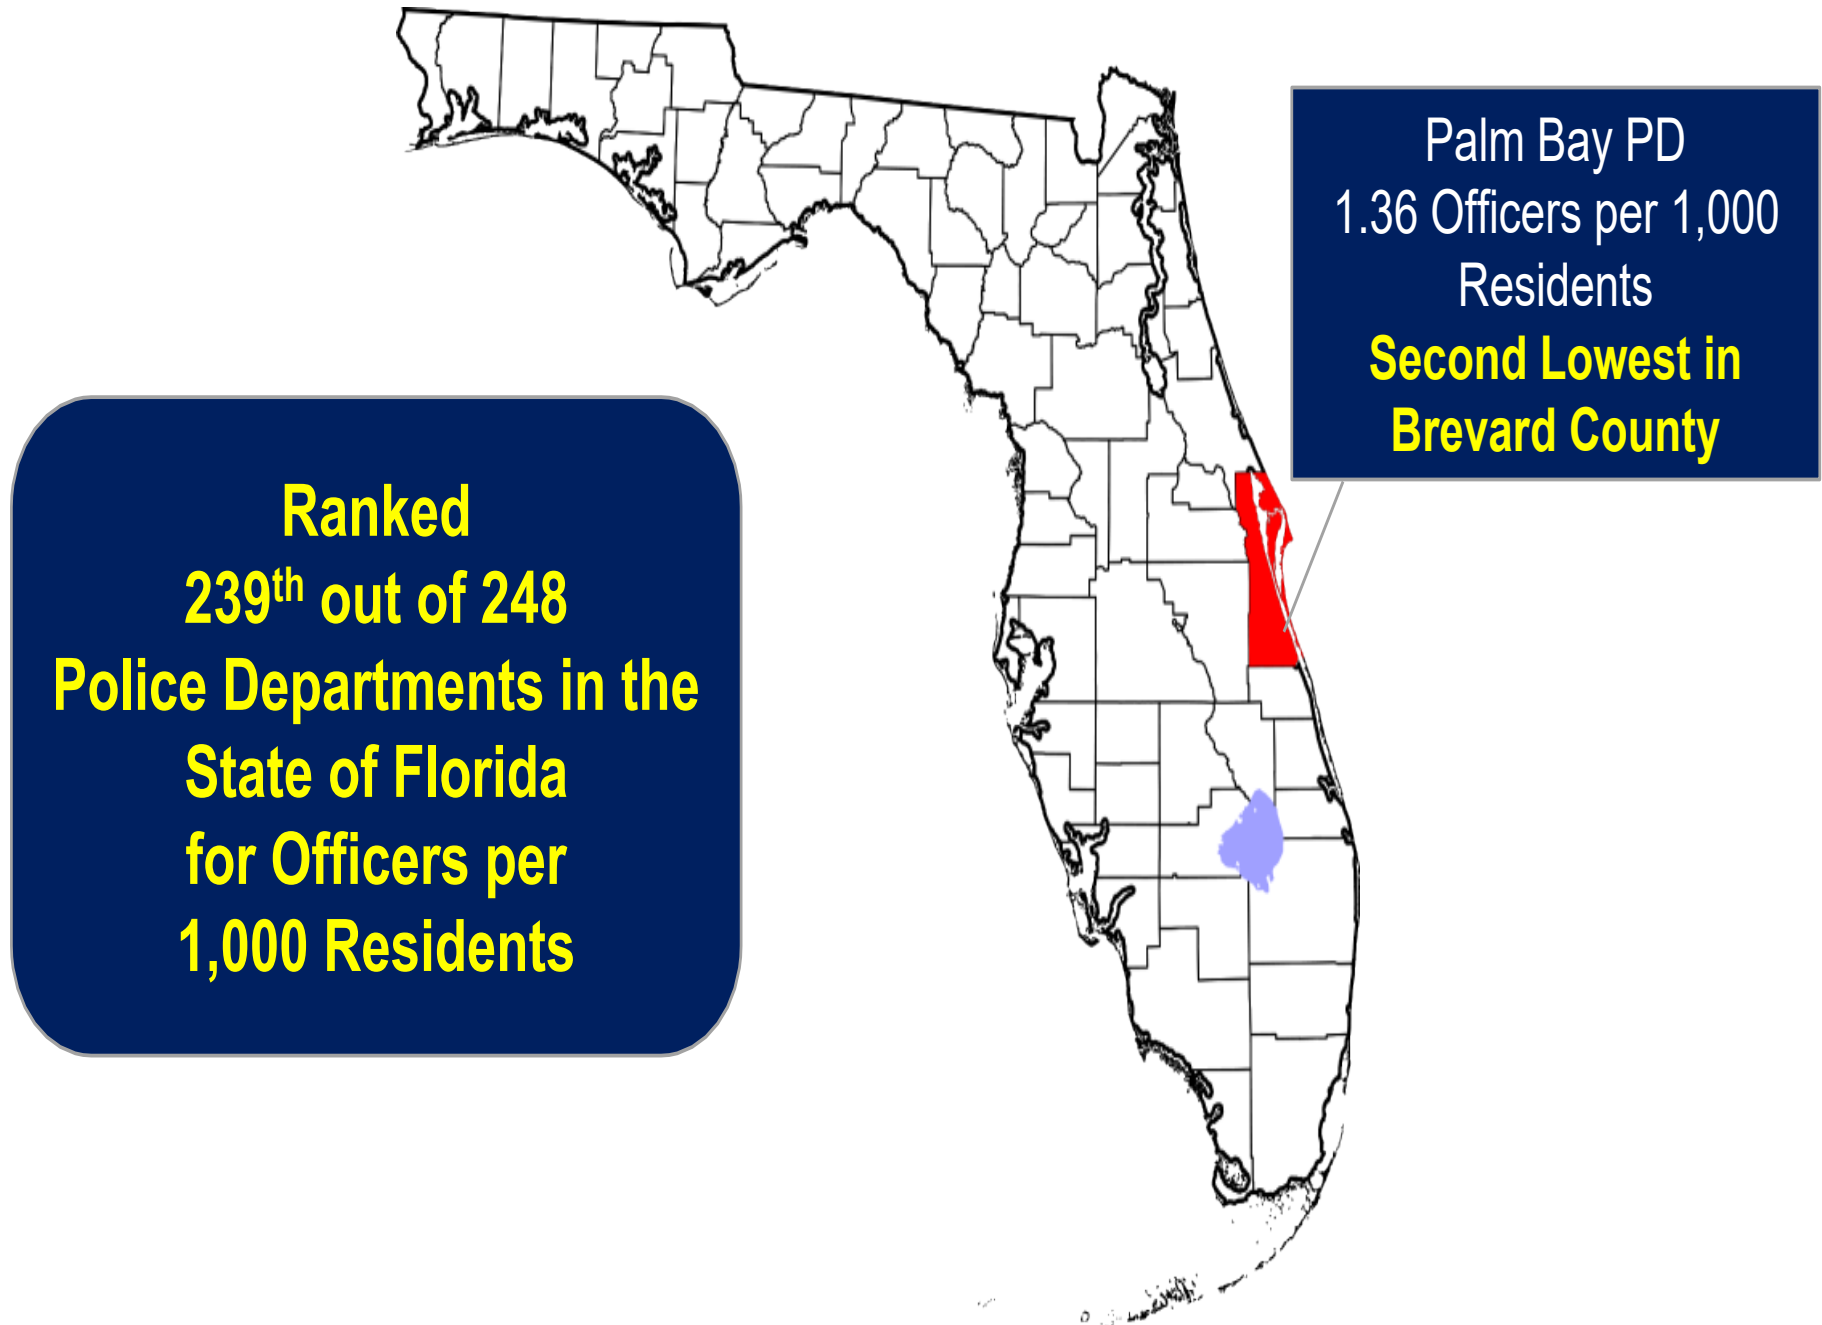 Palm Bay PD
1.36 Officers per 1,000
Residents
Second Lowest in
Brevard County
Ranked
239th out of 248
Police Departments in the
State of Florida
for Officers per
1,000 Residents